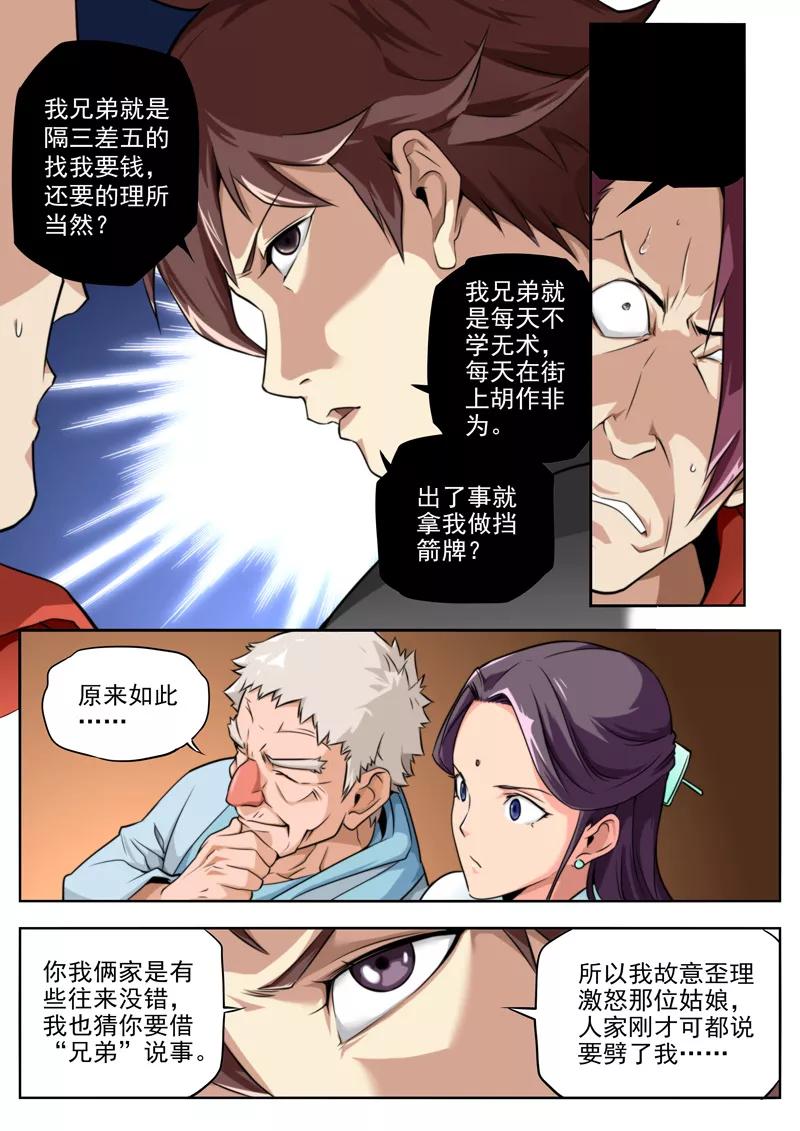 我兄弟就是
隔三差五的
找我要钱，
还要的理所
当然？
我兄弟就
是每天不
学无术，
每天在街
上胡作非
为。
出了事就
拿我做挡
箭牌？
原来如此
……
你我俩家是有
些往来没错，
我也猜你要借
“兄弟”说事。
所以我故意歪理
激怒那位姑娘，
人家刚才可都说
要劈了我……